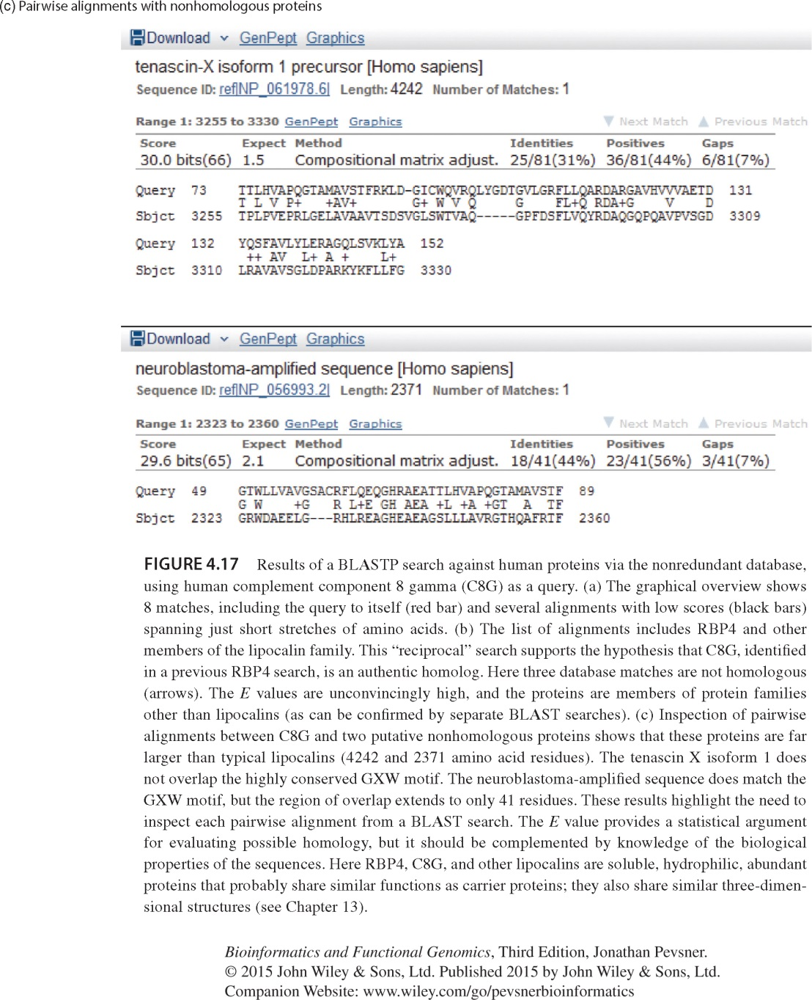 (c) Pairwise alignments with nonhomologous proteins
Download GenPept Graphics
tenascin-X isoform 1 precursor [Homo sapiens]
Sequence ID: ref|NP_061978.6| Length: 4242 Number of Matches: 1
Range 1: 3255 to 3330 GenPept Graphics Next Match Previous Match
Score Expect Method Identities Positives Gaps
30.0 bits(66) 1.5 Compositional matrix adjust. 25/81(31%) 36/81(44%) 6/81(7%)
Query 73 TTLHVAPQGTAMAVSTFRKLD-GICWQVRQLYGDTGVLGRFLLQARDARGAVHVVVAETD 131
T L V P+ +AV+ G+ W V Q G FL+Q RDA+G V D
Sbjct 3255 TPLPVEPRLGELAVAAVTSDSVGLSWTVAQ-----GPFDSFLVQYRDAQGQPQAVPVSGD 3309
Query 132 YQSFAVLYLERAGQLSVKLYA 152
++ AV L+ A + L+
Sbjct 3310 LRAVAVSGLDPARKYKFLLFG 3330
Download GenPept Graphics
neuroblastoma-amplified sequence [Homo sapiens]
Sequence ID: ref|NP_056993.2| Length: 2371 Number of Matches: 1
Range 1: 2323 to 2360 GenPept Graphics Next Match Previous Match
Score Expect Method Identities Positives Gaps
29.6 bits(65) 2.1 Compositional matrix adjust. 18/41(44%) 23/41(56%) 3/41(7%)
Query 49 GTWLLVAVGSACRFLQEQGHRAEATTLHVAPQGTAMAVSTF 89
G W +G R L+E GH AEA +L +A +GT A TF
Sbjct 2323 GRWDAEELG---RHLREAGHEAEAGSLLLAVRGTHQAFRTF 2360
FIGURE 4.17 Results of a BLASTP search against human proteins via the nonredundant database,
using human complement component 8 gamma (C8G) as a query. (a) The graphical overview shows
8 matches, including the query to itself (red bar) and several alignments with low scores (black bars)
spanning just short stretches of amino acids. (b) The list of alignments includes RBP4 and other
members of the lipocalin family. This “reciprocal” search supports the hypothesis that C8G, identified
in a previous RBP4 search, is an authentic homolog. Here three database matches are not homologous
(arrows). The E values are unconvincingly high, and the proteins are members of protein families
other than lipocalins (as can be confirmed by separate BLAST searches). (c) Inspection of pairwise
alignments between C8G and two putative nonhomologous proteins shows that these proteins are far
larger than typical lipocalins (4242 and 2371 amino acid residues). The tenascin X isoform 1 does
not overlap the highly conserved GXW motif. The neuroblastoma-amplified sequence does match the
GXW motif, but the region of overlap extends to only 41 residues. These results highlight the need to
inspect each pairwise alignment from a BLAST search. The E value provides a statistical argument
for evaluating possible homology, but it should be complemented by knowledge of the biological
properties of the sequences. Here RBP4, C8G, and other lipocalins are soluble, hydrophilic, abundant
proteins that probably share similar functions as carrier proteins; they also share similar three-dimen-
sional structures (see Chapter 13).
Bioinformatics and Functional Genomics, Third Edition, Jonathan Pevsner.
© 2015 John Wiley & Sons, Ltd. Published 2015 by John Wiley & Sons, Ltd.
Companion Website: www.wiley.com/go/pevsnerbioinformatics